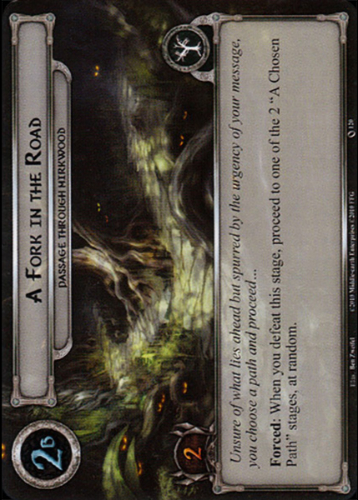 2B
A FORK IN THE ROAD
PASSAGE THROUGH MIRKWOOD
2
Unsure of what lies ahead but spurred by the urgency of your message,
you choose a path and proceed...
Forced: When you defeat this stage, proceed to one of the 2 “A Chosen
Path” stages, at random.
Illus. Ben Zweifel ©2010 Middle-earth Enterprises ©2010 FFG 120